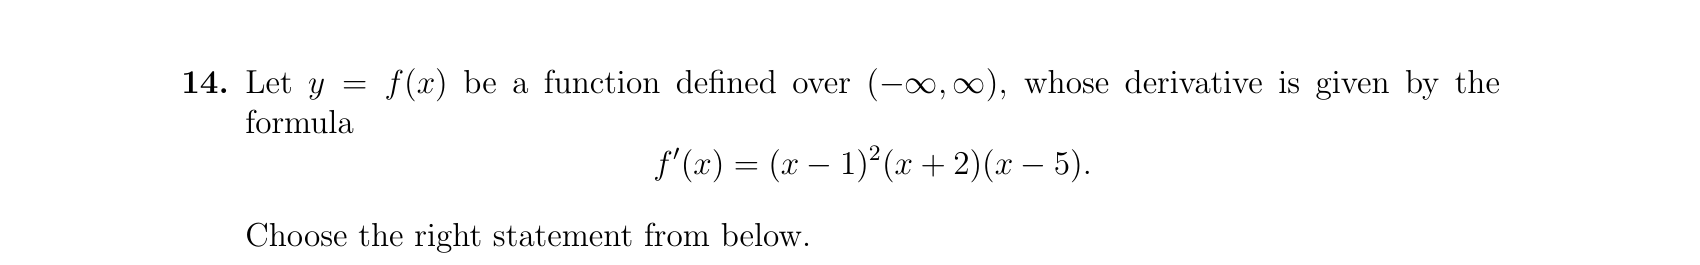 14. Let y = f(x) be a function defined over (−∞, ∞), whose derivative is given by the
formula
f′(x) = (x − 1)²(x + 2)(x − 5).
Choose the right statement from below.